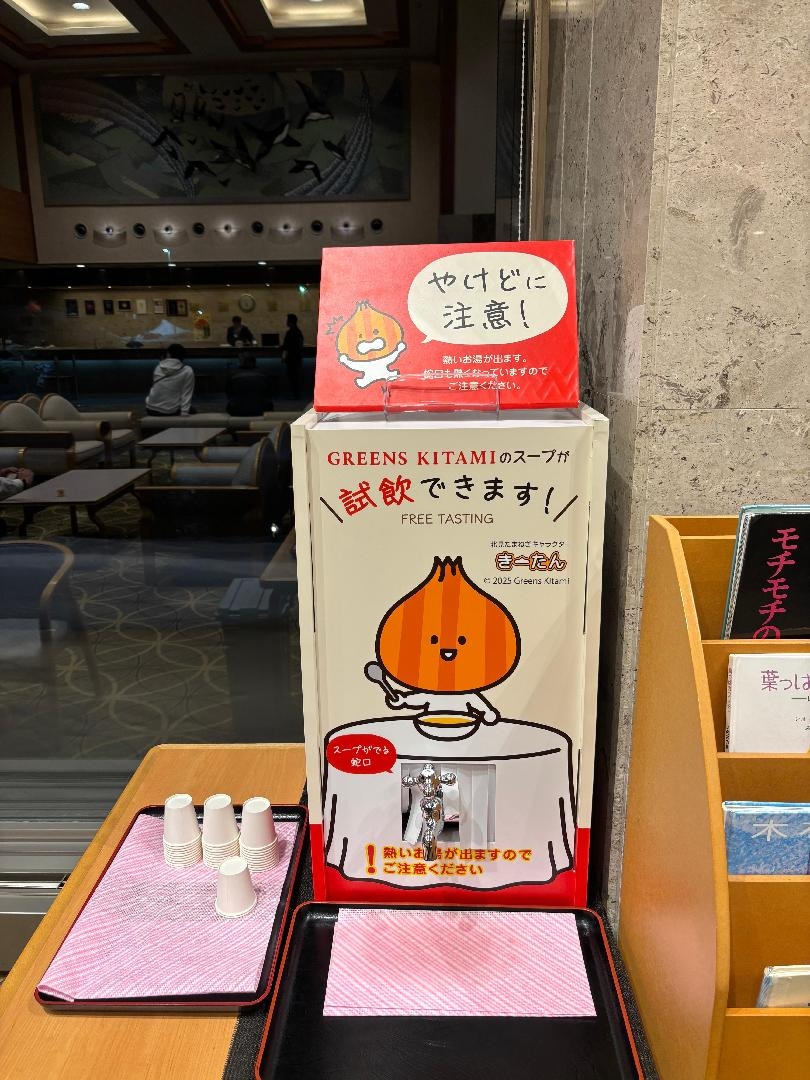 やけどに
注意!
熱いお湯が出ます。
蛇口も熱くなっていますので
ご注意ください。
GREENS KITAMIのスープが
試飲できます!
FREE TASTING
北見たまねぎキャラクター
きーたん
© 2025 Greens Kitami
スープがでる
蛇口
!熱いお湯が出ますので
ご注意ください
モチモチの
葉っぱ
木